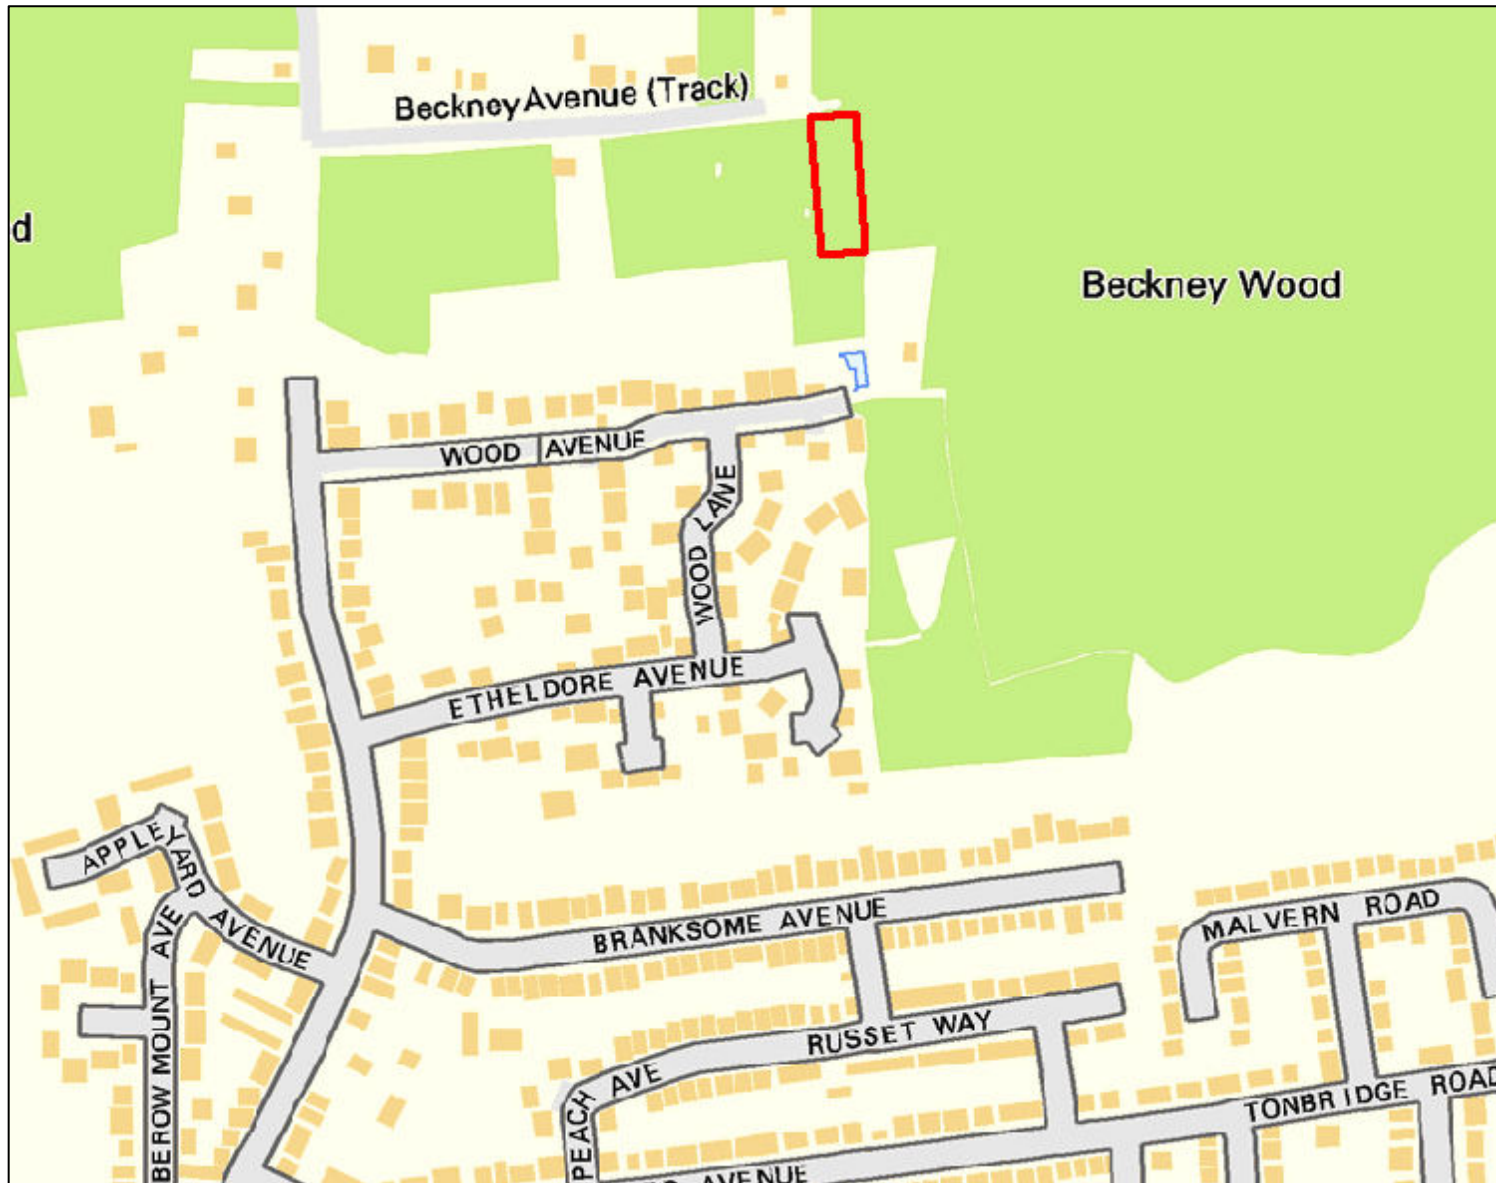 Beckney Avenue (Track)
d
Beckney Wood
WOOD AVENUE
WOOD LANE
ETHELDORE AVENUE
APPLEYARD AVENUE
BRANKSOME AVENUE
MALVERN ROAD
BEROW MOUNT AVE
RUSSET WAY
PEACH AVE
TONBRIDGE ROAD
AVENUE